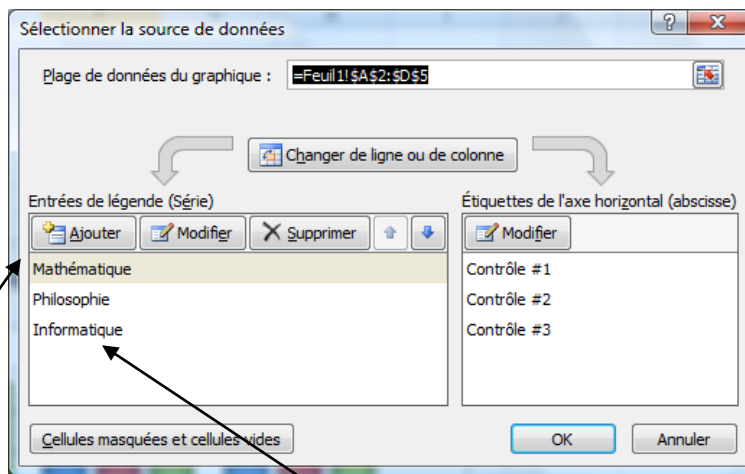 Sélectionner la source de données
Plage de données du graphique : =Feuil1!$A$2:$D$5
Changer de ligne ou de colonne
Entrées de légende (Série)
Ajouter Modifier Supprimer
Mathématique
Philosophie
Informatique
Étiquettes de l'axe horizontal (abscisse)
Modifier
Contrôle #1
Contrôle #2
Contrôle #3
Cellules masquées et cellules vides
OK Annuler